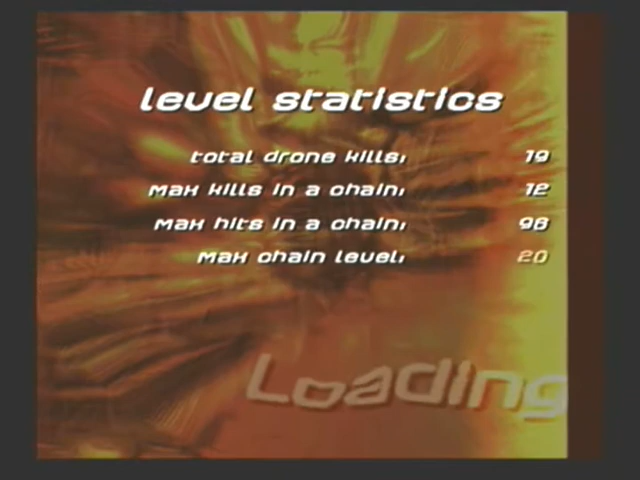 level statistics
total drone kills: 19
max kills in a chain: 12
max hits in a chain: 98
max chain level: 20
Loading